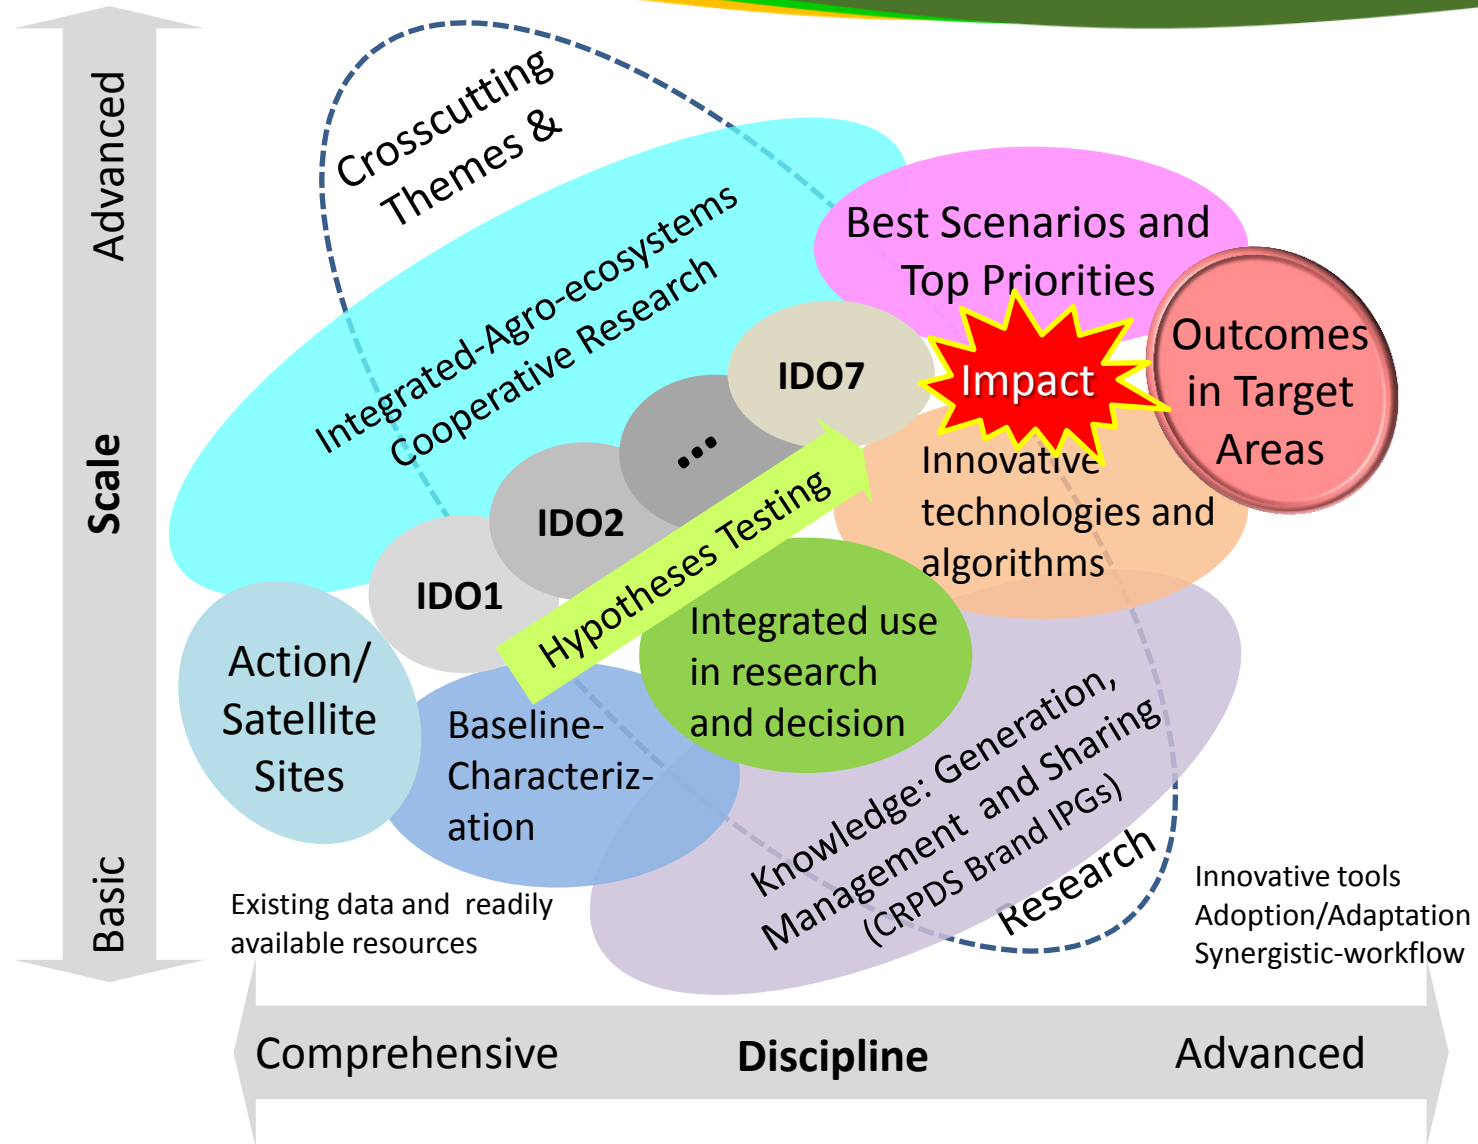 Advanced
Scale
Basic
Crosscutting
Themes &
Integrated-Agro-ecosystems
Cooperative Research
Best Scenarios and
Top Priorities
Outcomes
in Target
Areas
Impact
IDO7
...
IDO2
IDO1
Hypotheses Testing
Innovative
technologies and
algorithms
Integrated use
in research
and decision
Action/
Satellite
Sites
Baseline-
Characteriz-
ation
Knowledge: Generation,
Management and Sharing
(CRPDS Brand IPGs)
Research
Existing data and readily
available resources
Innovative tools
Adoption/Adaptation
Synergistic-workflow
Comprehensive
Discipline
Advanced